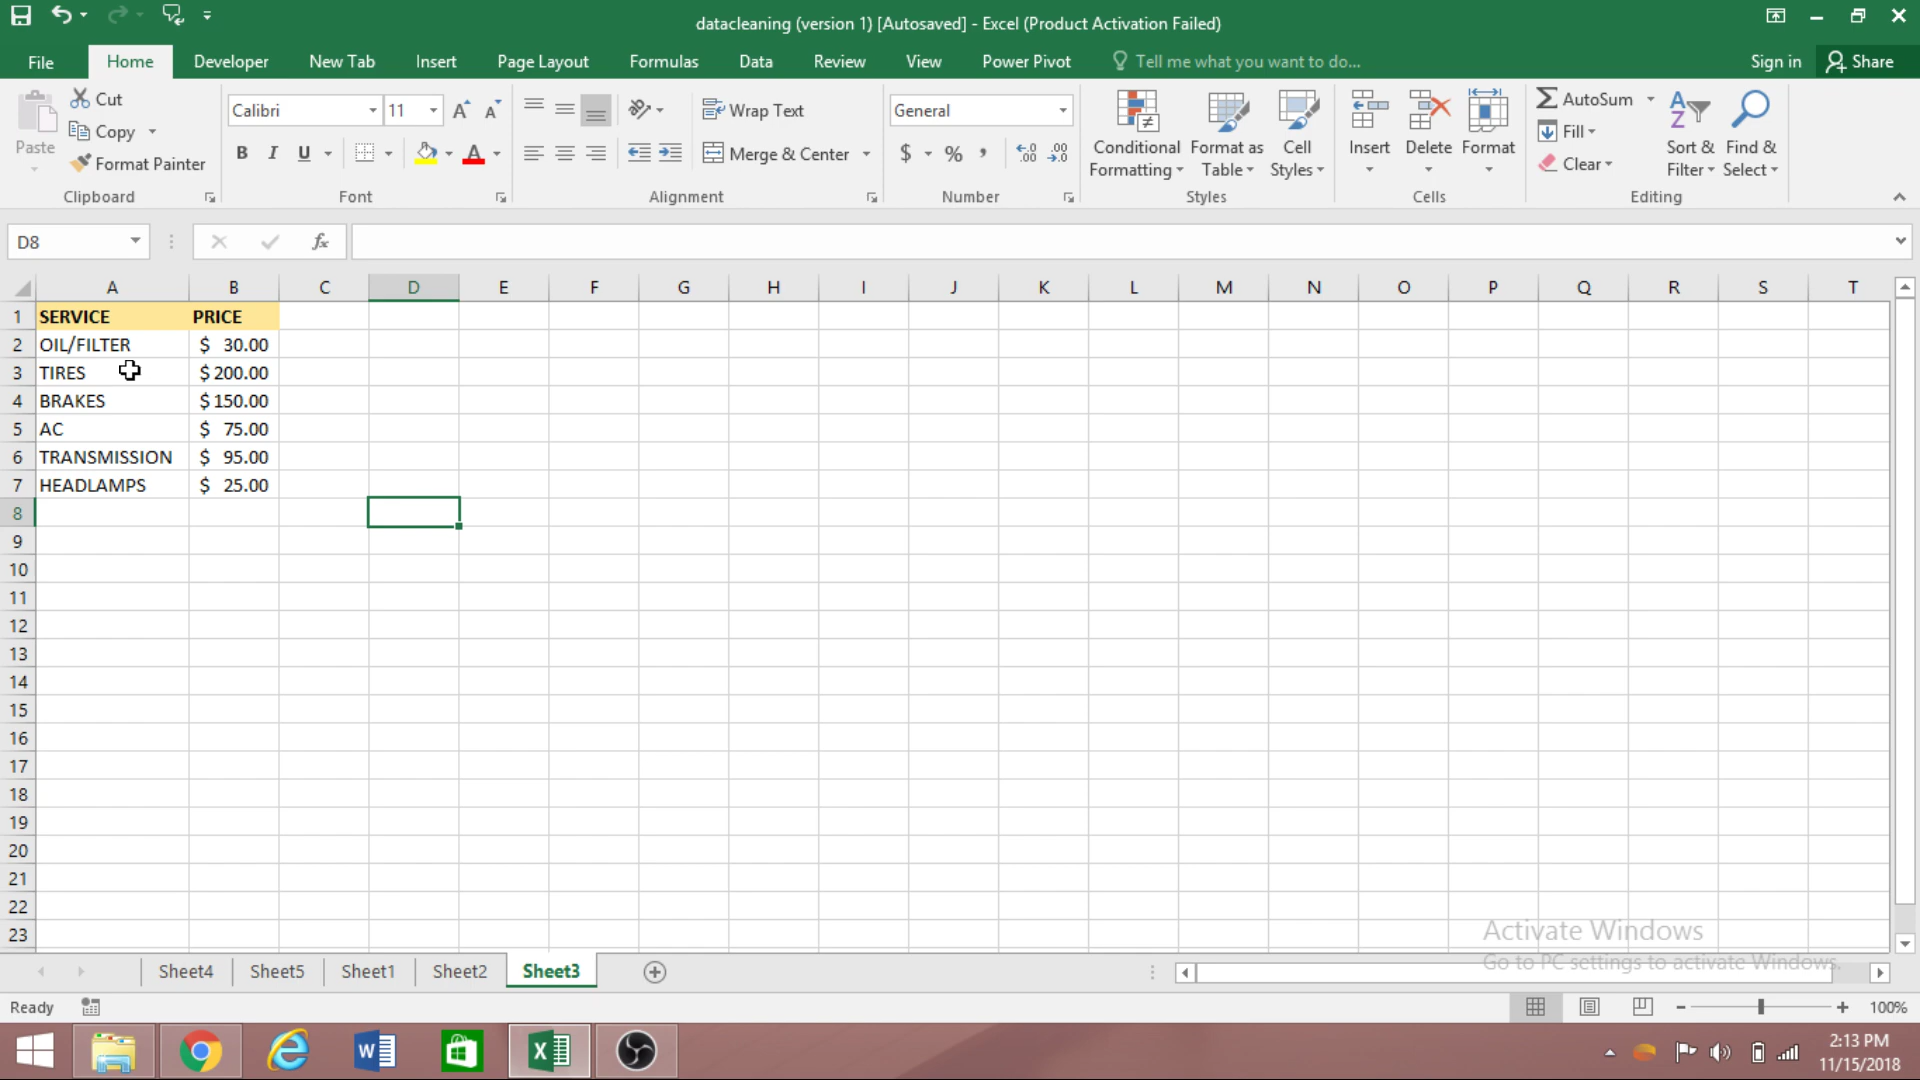 datacleaning (version 1) [Autosaved] - Excel (Product Activation Failed)
File Home Developer New Tab Insert Page Layout Formulas Data Review View Power Pivot Tell me what you want to do... Sign in Share
Cut
Copy
Format Painter
Paste
Clipboard
Calibri 11
B I U
Font
Wrap Text
Merge & Center
Alignment
General
$ % ,
Number
Conditional Formatting
Format as Table
Cell Styles
Styles
Insert Delete Format
Cells
AutoSum
Fill
Clear
Sort & Filter
Find & Select
Editing
D8 fx
A B C D E F G H I J K L M N O P Q R S T
1 SERVICE PRICE
2 OIL/FILTER $ 30.00
3 TIRES $ 200.00
4 BRAKES $ 150.00
5 AC $ 75.00
6 TRANSMISSION $ 95.00
7 HEADLAMPS $ 25.00
8
9
10
11
12
13
14
15
16
17
18
19
20
21
22
23
Activate Windows
Go to PC settings to activate Windows.
Sheet4 Sheet5 Sheet1 Sheet2 Sheet3
Ready 100%
2:13 PM
11/15/2018